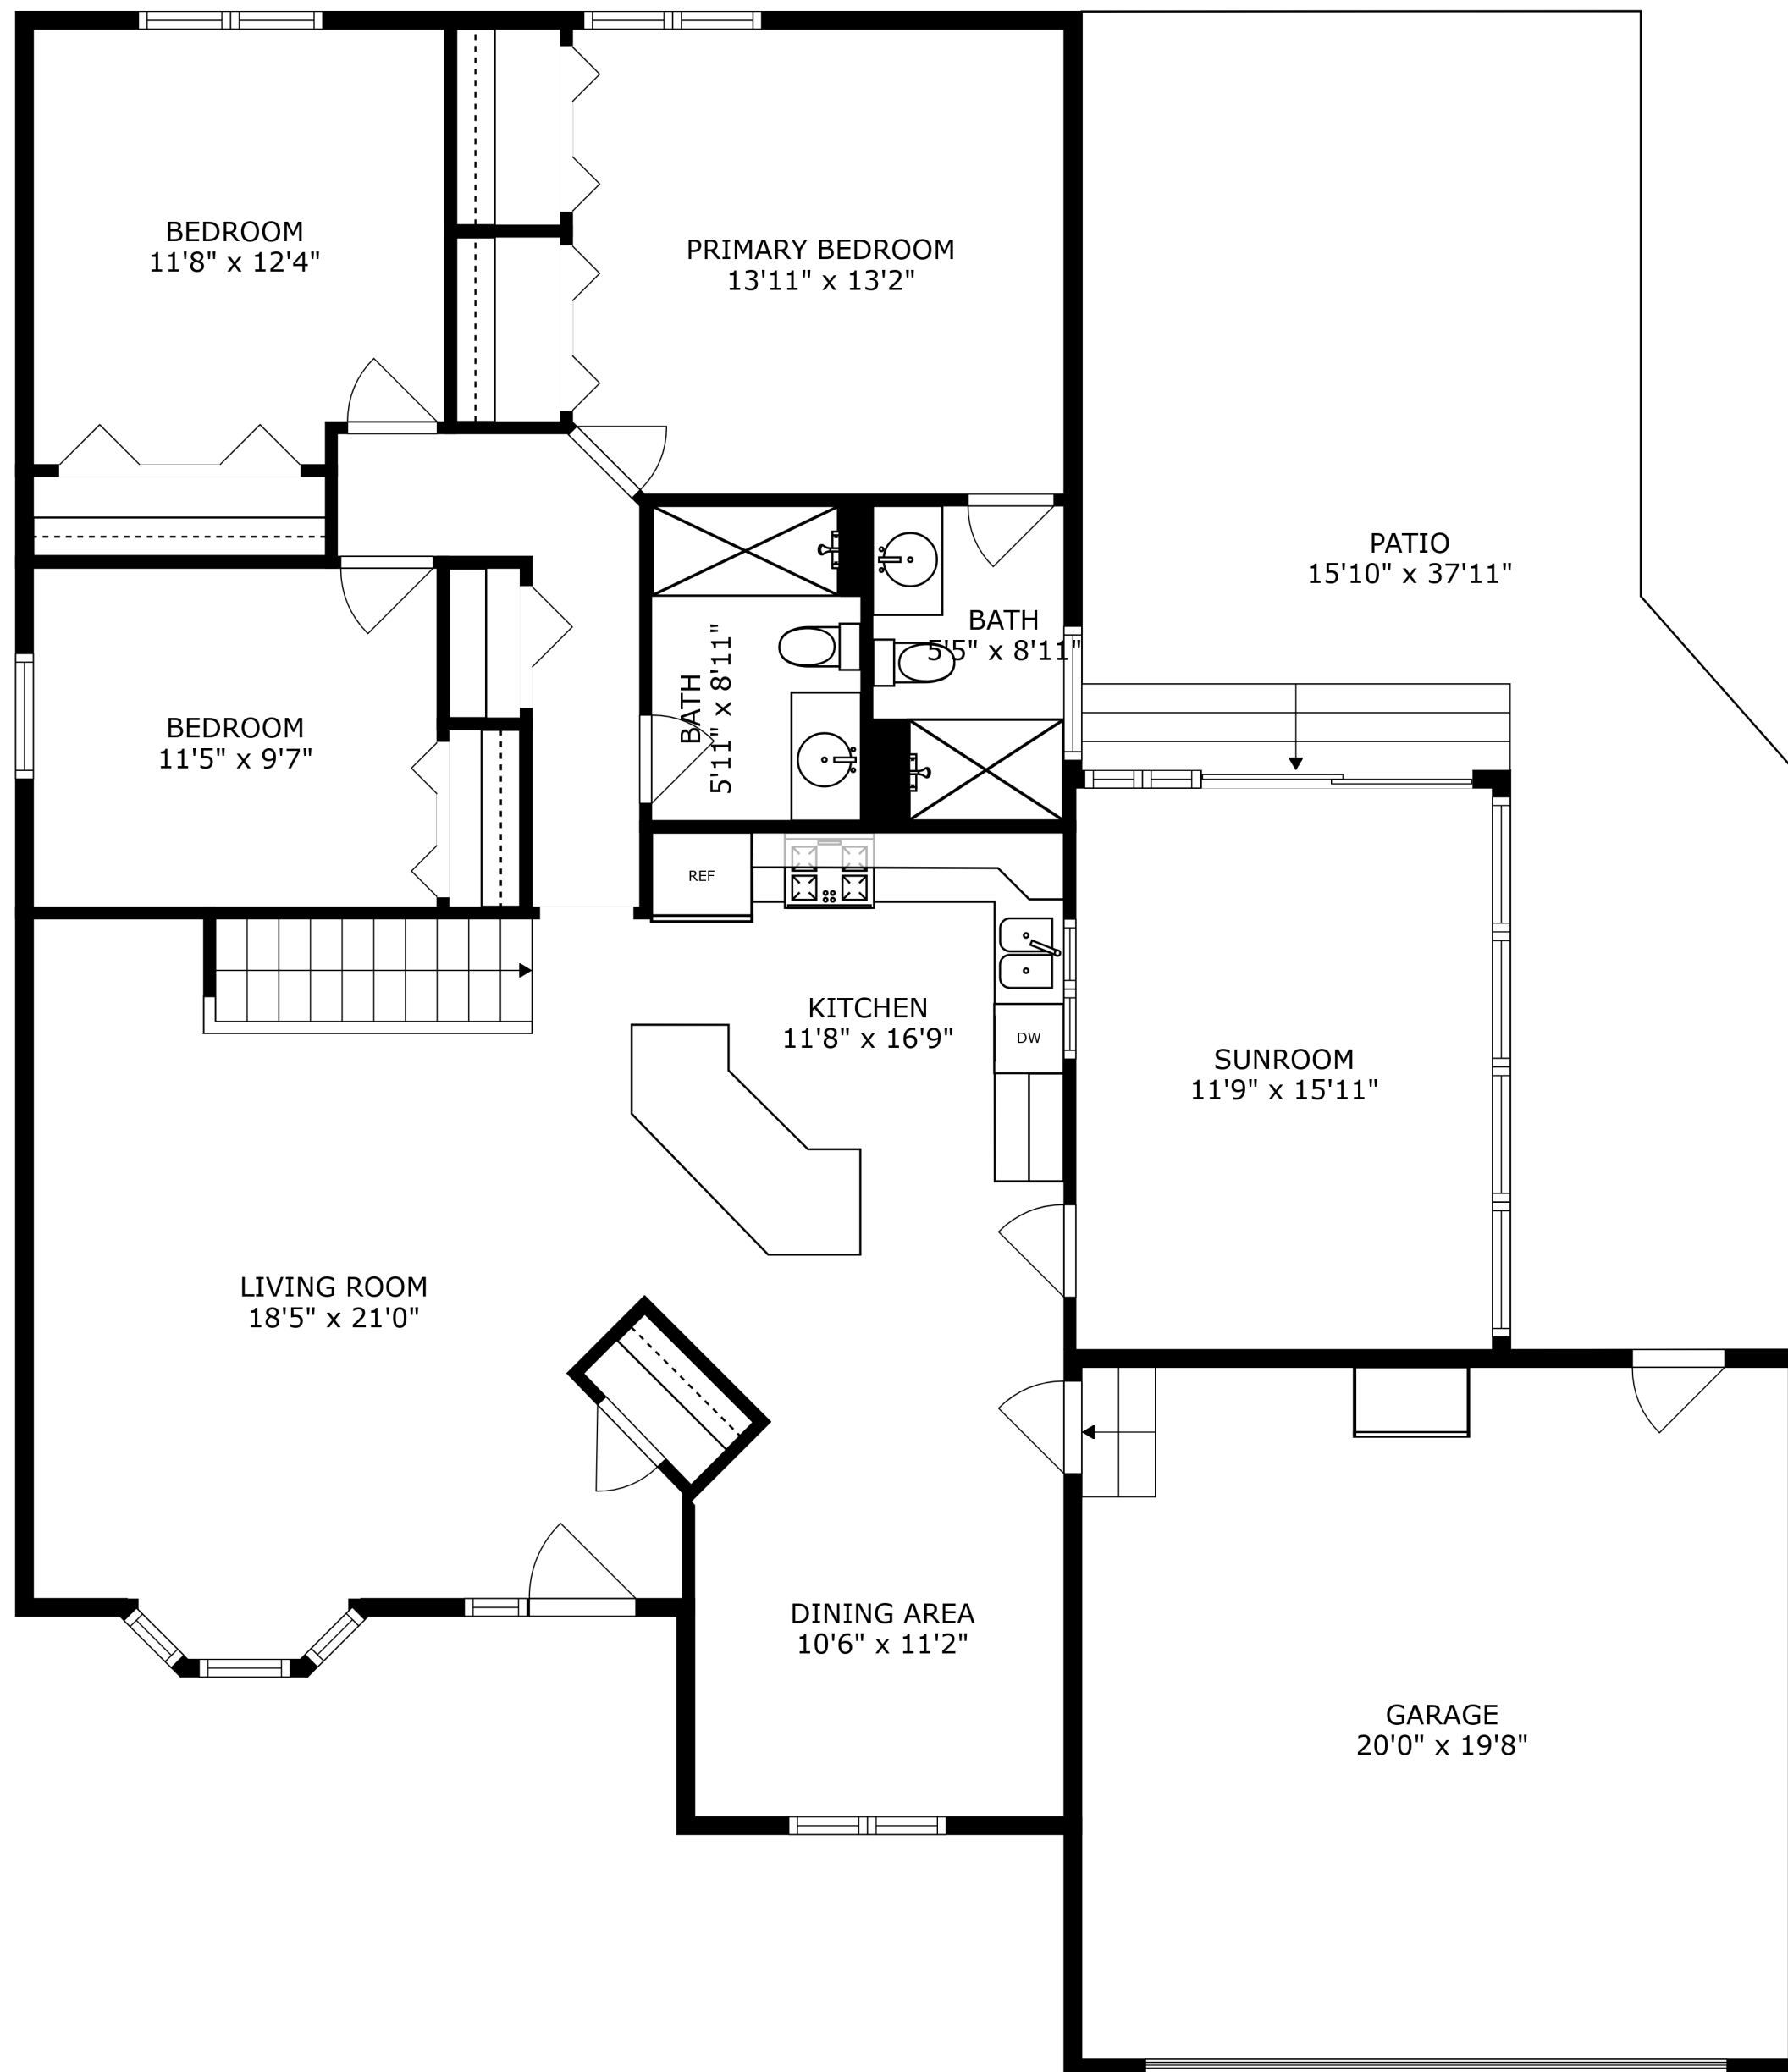 BEDROOM
11'8" x 12'4"
PRIMARY BEDROOM
13'11" x 13'2"
PATIO
15'10" x 37'11"
BATH
5'5" x 8'11"
BATH
5'11" x 8'11"
BEDROOM
11'5" x 9'7"
REF
KITCHEN
11'8" x 16'9"
DW
SUNROOM
11'9" x 15'11"
LIVING ROOM
18'5" x 21'0"
DINING AREA
10'6" x 11'2"
GARAGE
20'0" x 19'8"